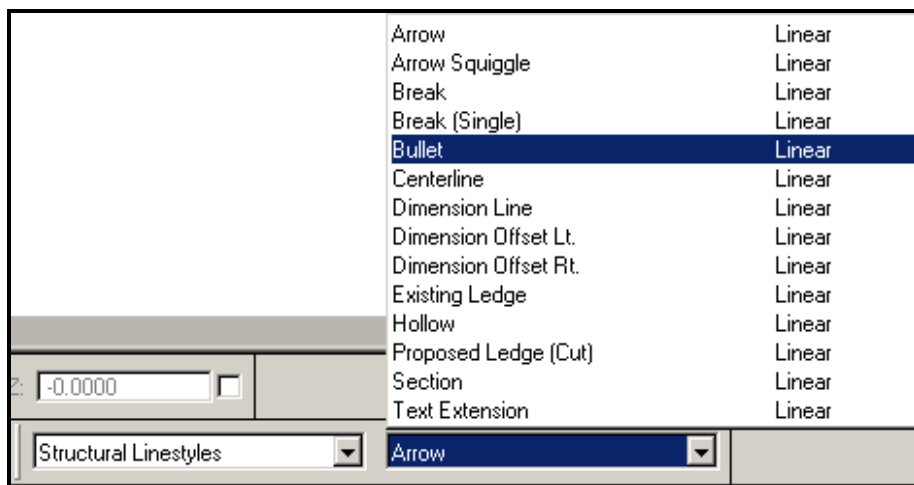 Arrow Linear
Arrow Squiggle Linear
Break Linear
Break (Single) Linear
Bullet Linear
Centerline Linear
Dimension Line Linear
Dimension Offset Lt. Linear
Dimension Offset Rt. Linear
Existing Ledge Linear
Hollow Linear
Proposed Ledge (Cut) Linear
Section Linear
Text Extension Linear
Z: -0.0000
Structural Linestyles Arrow